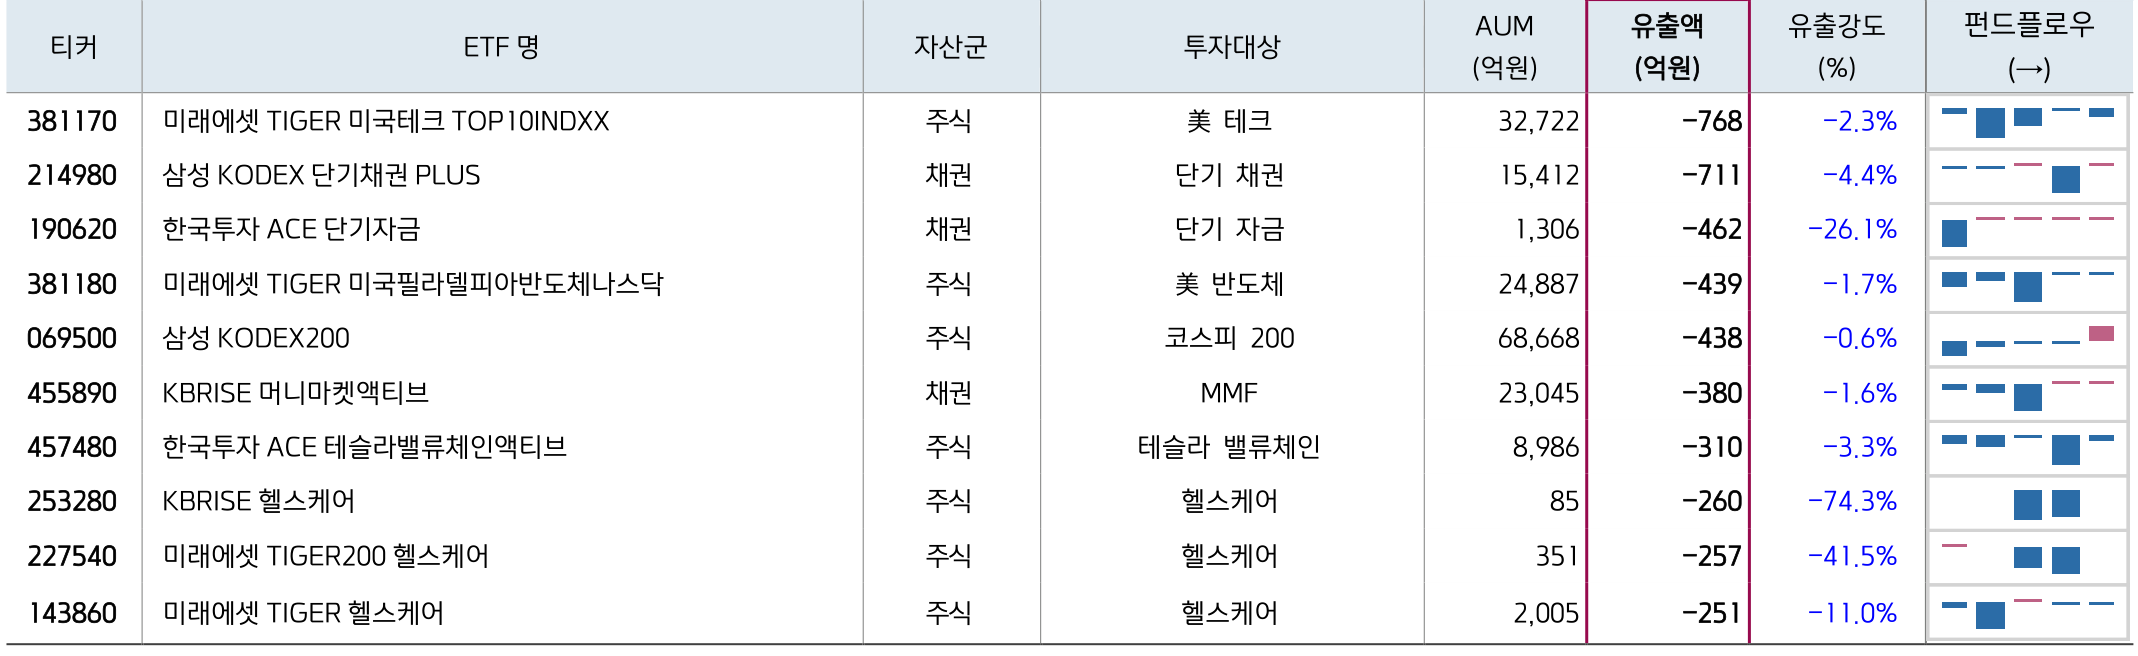 티커 ETF 명 자산군 투자대상 AUM (억원) 유출액 (억원) 유출강도 (%) 펀드플로우 (→)
381170 미래에셋 TIGER 미국테크 TOP10INDXX 주식 美 테크 32,722 -768 -2.3%
214980 삼성 KODEX 단기채권 PLUS 채권 단기 채권 15,412 -711 -4.4%
190620 한국투자 ACE 단기자금 채권 단기 자금 1,306 -462 -26.1%
381180 미래에셋 TIGER 미국필라델피아반도체나스닥 주식 美 반도체 24,887 -439 -1.7%
069500 삼성 KODEX200 주식 코스피 200 68,668 -438 -0.6%
455890 KBRISE 머니마켓액티브 채권 MMF 23,045 -380 -1.6%
457480 한국투자 ACE 테슬라밸류체인액티브 주식 테슬라 밸류체인 8,986 -310 -3.3%
253280 KBRISE 헬스케어 주식 헬스케어 85 -260 -74.3%
227540 미래에셋 TIGER200 헬스케어 주식 헬스케어 351 -257 -41.5%
143860 미래에셋 TIGER 헬스케어 주식 헬스케어 2,005 -251 -11.0%